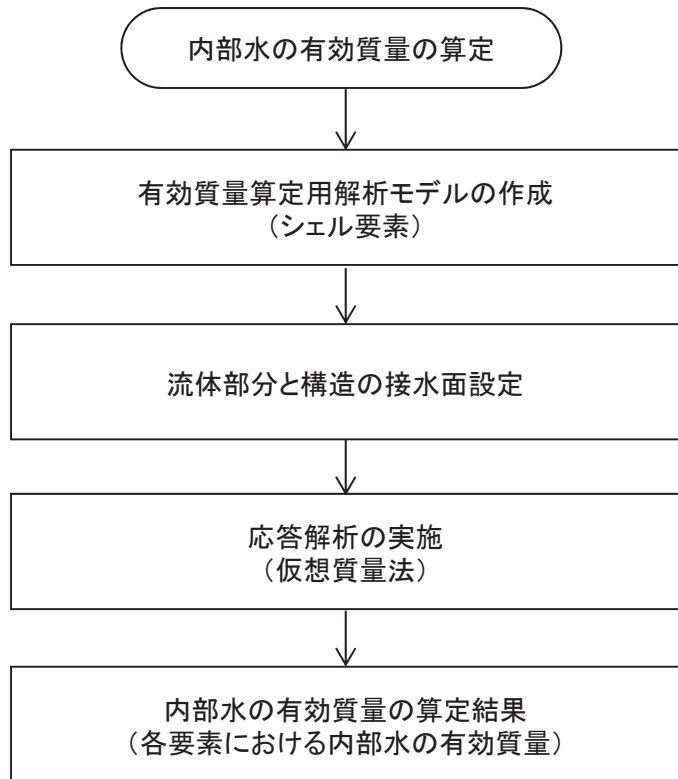 内部水の有効質量の算定
有効質量算定用解析モデルの作成
（シェル要素）
流体部分と構造の接水面設定
応答解析の実施
（仮想質量法）
内部水の有効質量の算定結果
（各要素における内部水の有効質量）